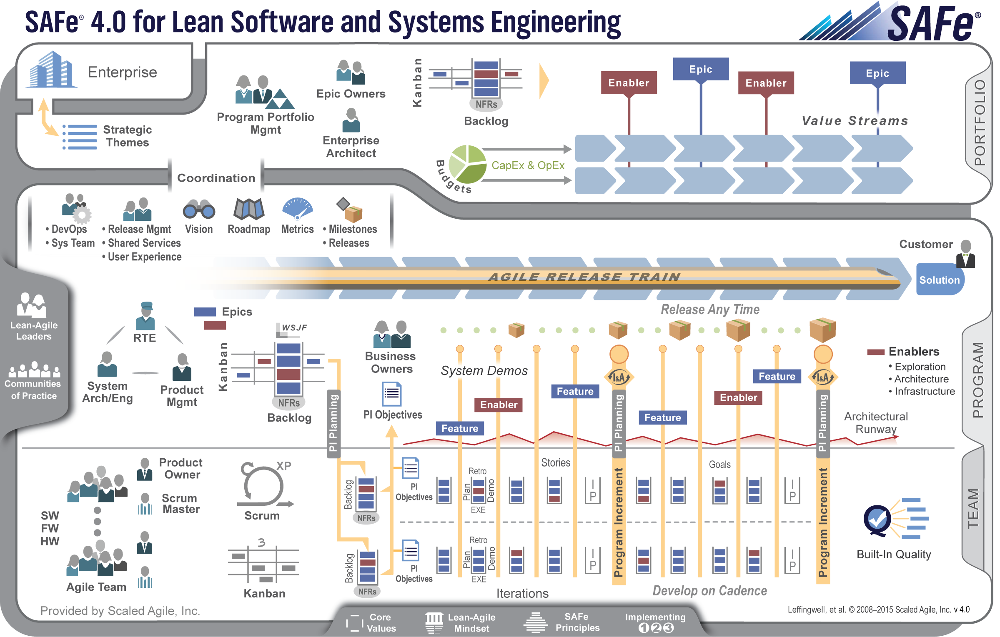 SAFe® 4.0 for Lean Software and Systems Engineering
SAFe®
Enterprise
Strategic
Themes
Program Portfolio
Mgmt
Epic Owners
Enterprise
Architect
Kanban
NFRs
Backlog
Budgets
CapEx & OpEx
Enabler
Epic
Enabler
Epic
Value Streams
PORTFOLIO
Coordination
• DevOps
• Sys Team
• Release Mgmt
• Shared Services
• User Experience
Vision
Roadmap
Metrics
• Milestones
• Releases
Customer
Solution
AGILE RELEASE TRAIN
Release Any Time
Lean-Agile
Leaders
Communities
of Practice
RTE
System
Arch/Eng
Product
Mgmt
Epics
WSJF
Kanban
NFRs
Backlog
PI Planning
Business
Owners
PI Objectives
System Demos
Feature
Enabler
Feature
I&A
PI Planning
Feature
Enabler
Feature
I&A
PI Planning
Enablers
• Exploration
• Architecture
• Infrastructure
Architectural
Runway
PROGRAM
Product
Owner
Scrum
Master
SW
FW
HW
Agile Team
XP
Scrum
3
Kanban
Backlog
NFRs
PI
Objectives
Backlog
NFRs
PI
Objectives
Stories
Goals
Retro
Plan
Demo
EXE
I
P
I
P
Retro
Plan
Demo
EXE
I
P
I
P
Program Increment
Program Increment
Iterations
Develop on Cadence
Built-In Quality
TEAM
Provided by Scaled Agile, Inc.
Leffingwell, et al. © 2008–2015 Scaled Agile, Inc. v 4.0
Core
Values
Lean-Agile
Mindset
SAFe
Principles
Implementing
1 2 3